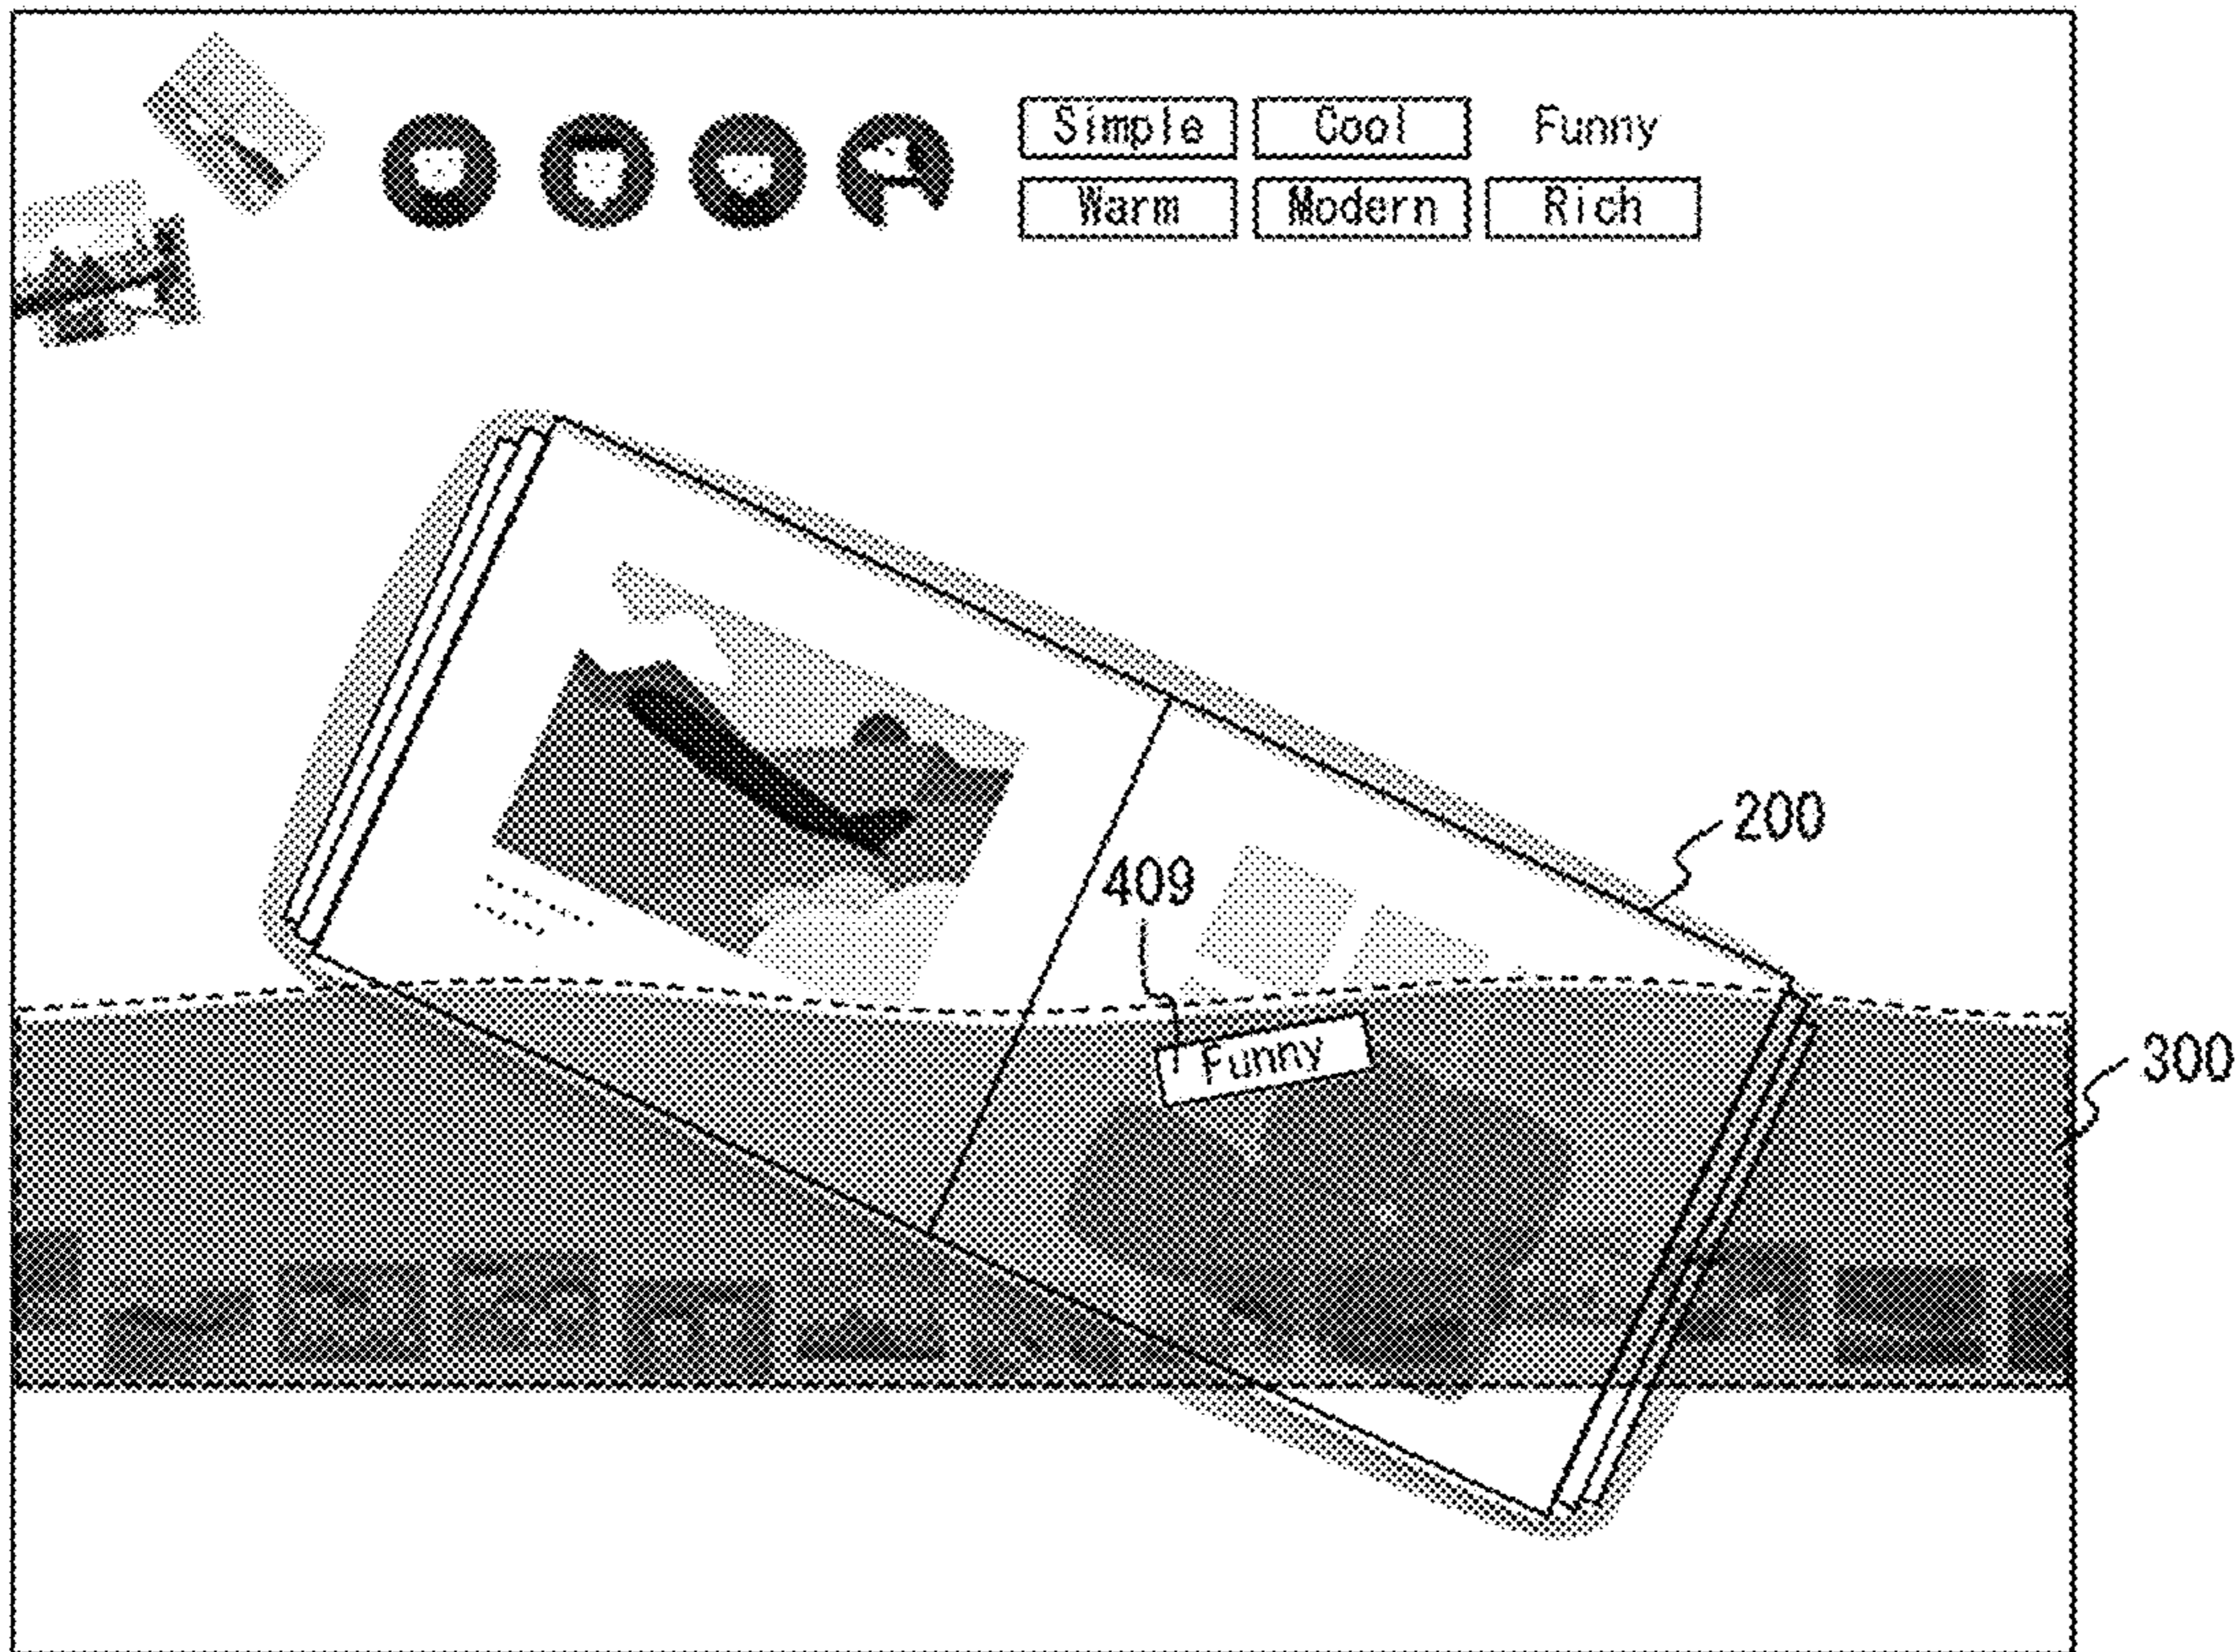 Simple Cool Funny
Warm Modern Rich
200
409
Funny
300